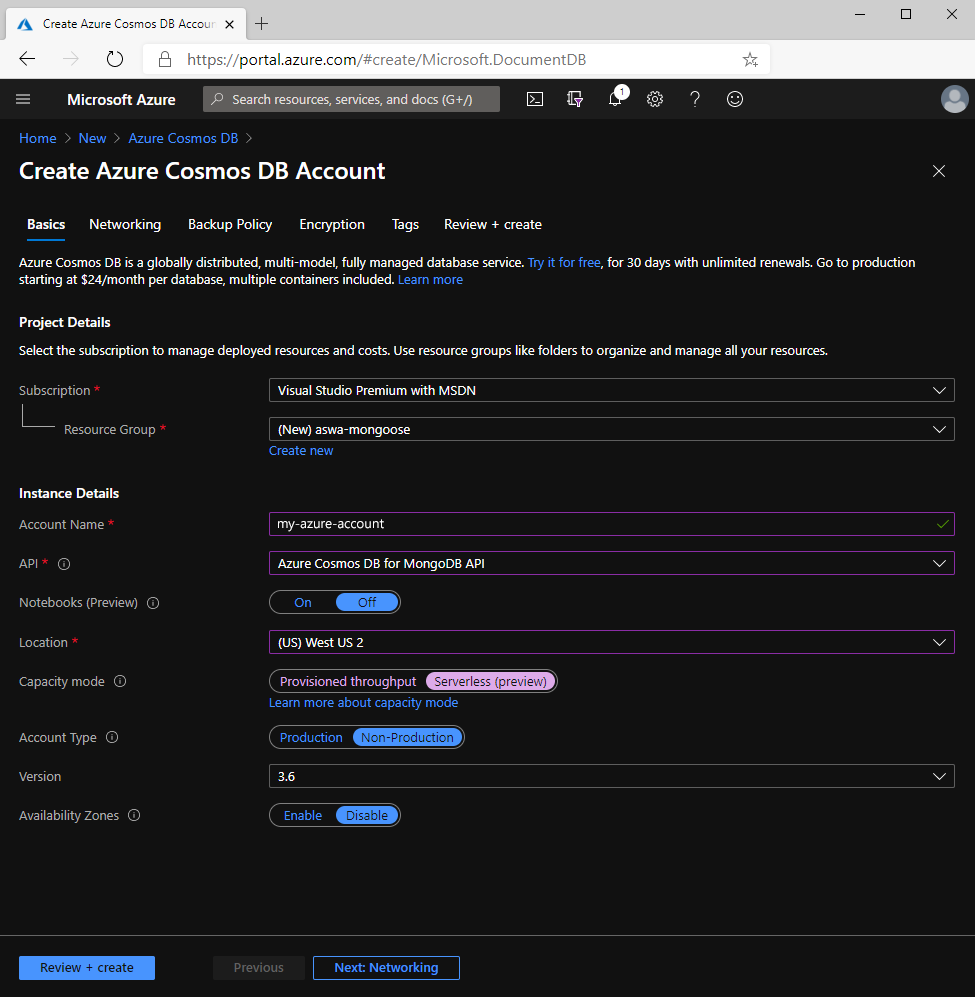 Create Azure Cosmos DB Accour
https://portal.azure.com/#create/Microsoft.DocumentDB
Microsoft Azure
Search resources, services, and docs (G+/)
1
Home > New > Azure Cosmos DB >
Create Azure Cosmos DB Account
Basics Networking Backup Policy Encryption Tags Review + create
Azure Cosmos DB is a globally distributed, multi-model, fully managed database service. Try it for free, for 30 days with unlimited renewals. Go to production
starting at $24/month per database, multiple containers included. Learn more
Project Details
Select the subscription to manage deployed resources and costs. Use resource groups like folders to organize and manage all your resources.
Subscription * Visual Studio Premium with MSDN
Resource Group * (New) aswa-mongoose
Create new
Instance Details
Account Name * my-azure-account
API * Azure Cosmos DB for MongoDB API
Notebooks (Preview) On Off
Location * (US) West US 2
Capacity mode Provisioned throughput Serverless (preview)
Learn more about capacity mode
Account Type Production Non-Production
Version 3.6
Availability Zones Enable Disable
Review + create Previous Next: Networking